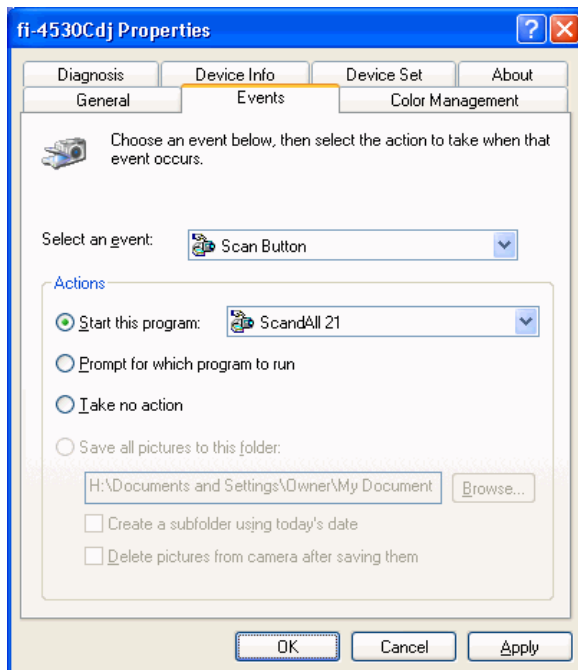 fi-4530Cdj Properties
Diagnosis Device Info Device Set About
General Events Color Management
Choose an event below, then select the action to take when that
event occurs.
Select an event: Scan Button
Actions
Start this program: ScandAll 21
Prompt for which program to run
Take no action
Save all pictures to this folder:
H:\Documents and Settings\Owner\My Document Browse...
Create a subfolder using today's date
Delete pictures from camera after saving them
OK Cancel Apply